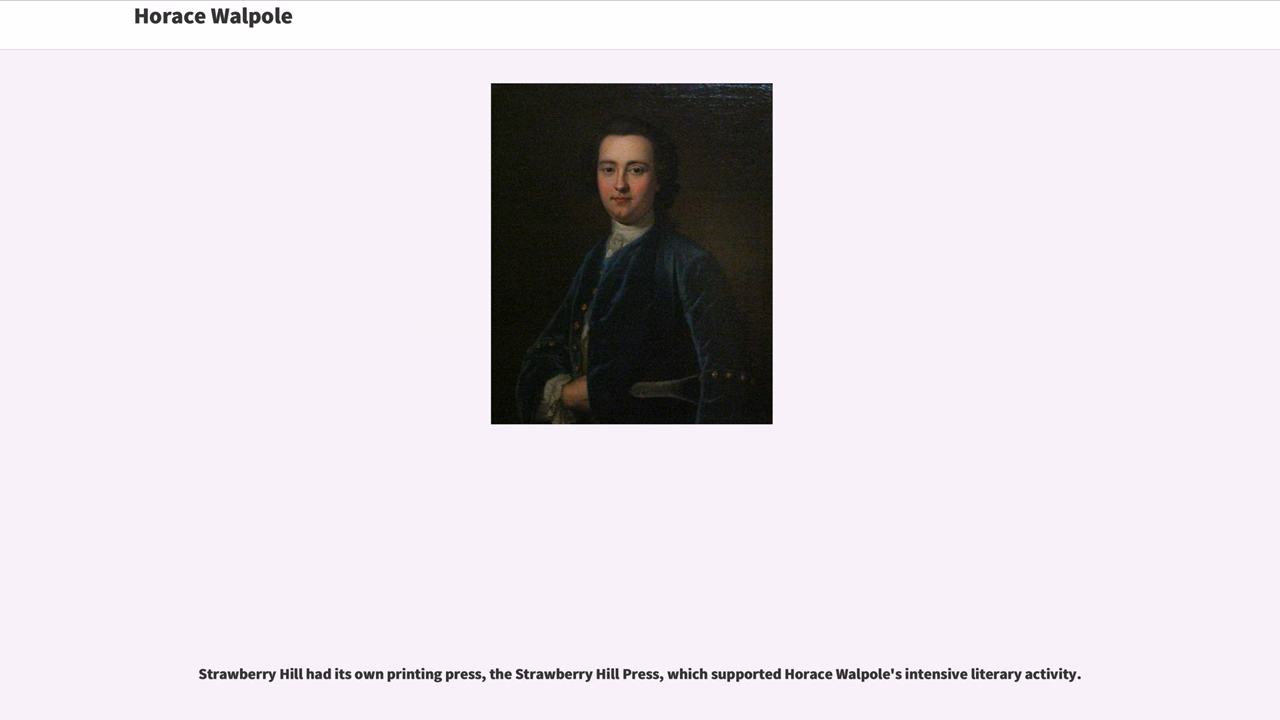 Horace Walpole
Strawberry Hill had its own printing press, the Strawberry Hill Press, which supported Horace Walpole's intensive literary activity.